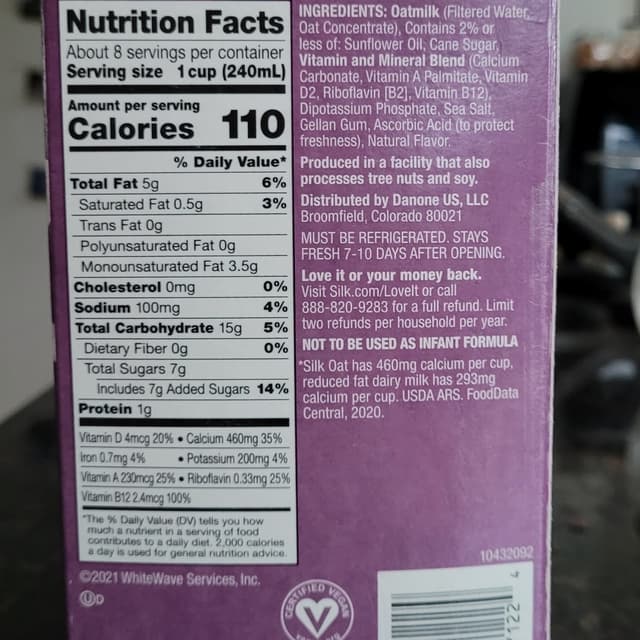 Nutrition Facts
About 8 servings per container
Serving size 1 cup (240mL)
Amount per serving
Calories 110
% Daily Value*
Total Fat 5g 6%
Saturated Fat 0.5g 3%
Trans Fat 0g
Polyunsaturated Fat 0g
Monounsaturated Fat 3.5g
Cholesterol 0mg 0%
Sodium 100mg 4%
Total Carbohydrate 15g 5%
Dietary Fiber 0g 0%
Total Sugars 7g
Includes 7g Added Sugars 14%
Protein 1g
Vitamin D 4mcg 20% • Calcium 460mg 35%
Iron 0.7mg 4% • Potassium 200mg 4%
Vitamin A 230mcg 25% • Riboflavin 0.33mg 25%
Vitamin B12 2.4mcg 100%
*The % Daily Value (DV) tells you how
much a nutrient in a serving of food
contributes to a daily diet. 2,000 calories
a day is used for general nutrition advice.
©2021 WhiteWave Services, Inc.
UD
INGREDIENTS: Oatmilk (Filtered Water,
Oat Concentrate), Contains 2% or
less of: Sunflower Oil, Cane Sugar,
Vitamin and Mineral Blend (Calcium
Carbonate, Vitamin A Palmitate, Vitamin
D2, Riboflavin [B2], Vitamin B12),
Dipotassium Phosphate, Sea Salt,
Gellan Gum, Ascorbic Acid (to protect
freshness), Natural Flavor.
Produced in a facility that also
processes tree nuts and soy.
Distributed by Danone US, LLC
Broomfield, Colorado 80021
MUST BE REFRIGERATED. STAYS
FRESH 7-10 DAYS AFTER OPENING.
Love it or your money back.
Visit Silk.com/LoveIt or call
888-820-9283 for a full refund. Limit
two refunds per household per year.
NOT TO BE USED AS INFANT FORMULA
*Silk Oat has 460mg calcium per cup,
reduced fat dairy milk has 293mg
calcium per cup. USDA ARS. FoodData
Central, 2020.
10432092
CERTIFIED VEGAN
122 4